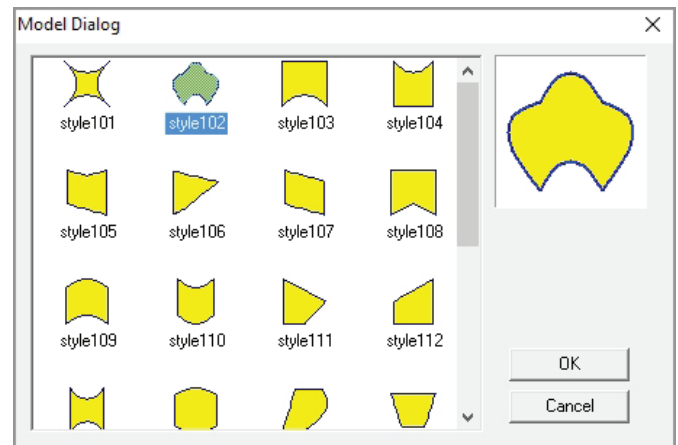 Model Dialog
style101 style102 style103 style104
style105 style106 style107 style108
style109 style110 style111 style112
OK
Cancel